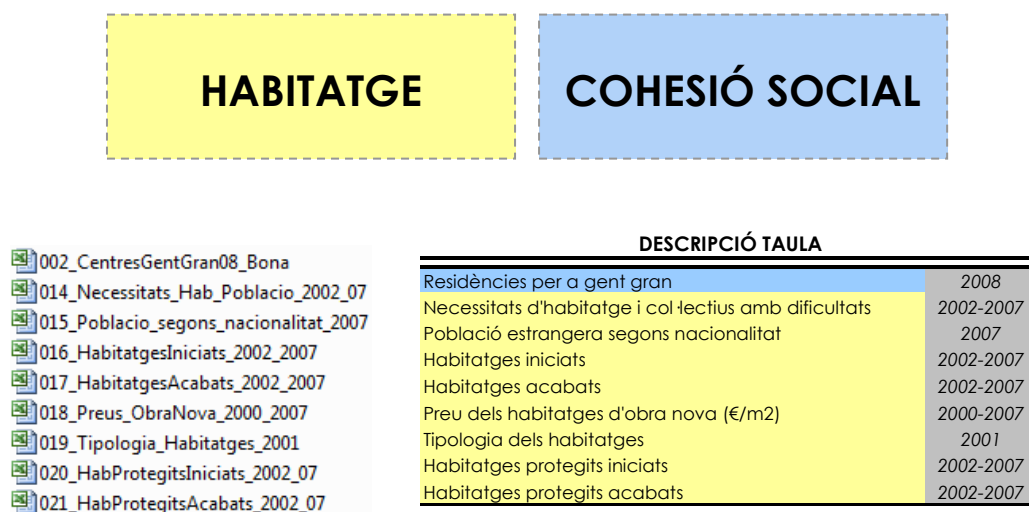 HABITATGE
COHESIÓ SOCIAL
002_CentresGentGran08_Bona
014_Necessitats_Hab_Poblacio_2002_07
015_Poblacio_segons_nacionalitat_2007
016_HabitatgesIniciats_2002_2007
017_HabitatgesAcabats_2002_2007
018_Preus_ObraNova_2000_2007
019_Tipologia_Habitatges_2001
020_HabProtegitsIniciats_2002_07
021_HabProtegitsAcabats_2002_07
DESCRIPCIÓ TAULA
Residències per a gent gran 2008
Necessitats d'habitatge i col·lectius amb dificultats 2002-2007
Població estrangera segons nacionalitat 2007
Habitatges iniciats 2002-2007
Habitatges acabats 2002-2007
Preu dels habitatges d'obra nova (€/m2) 2000-2007
Tipologia dels habitatges 2001
Habitatges protegits iniciats 2002-2007
Habitatges protegits acabats 2002-2007